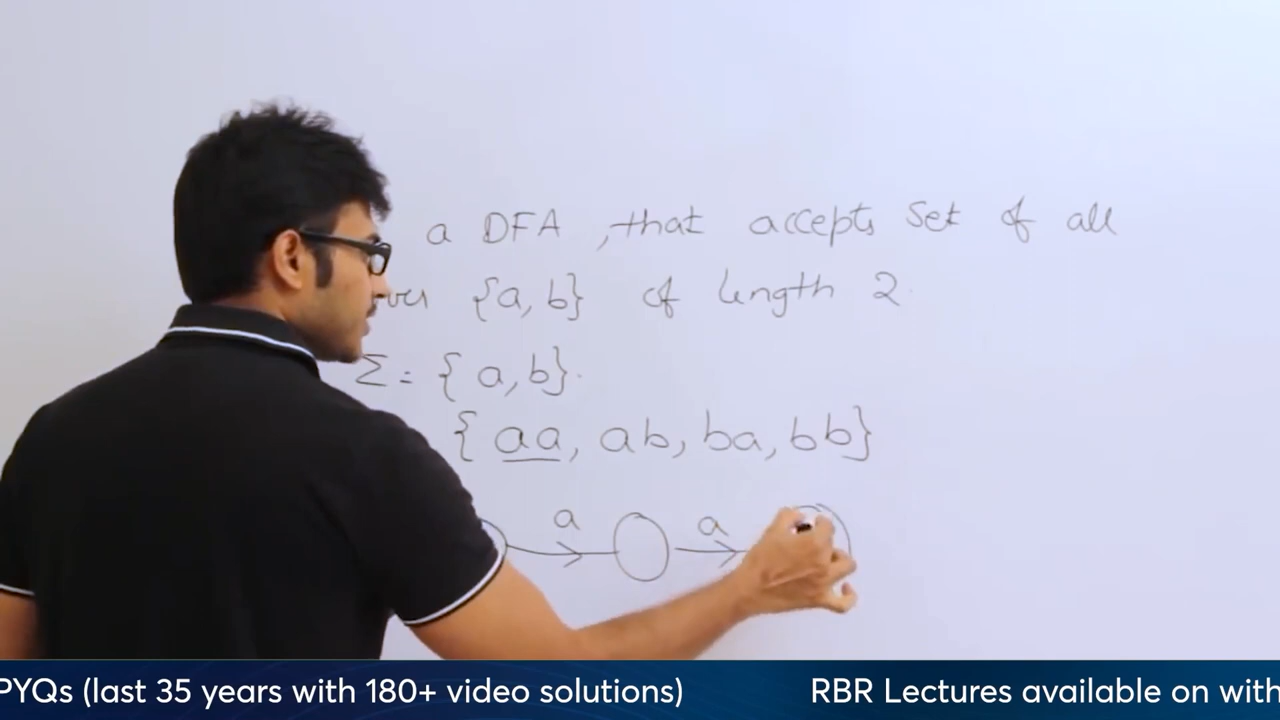 a DFA , that accepts set of all
over {a, b} of length 2.
Σ = { a, b}.
{ aa, ab, ba, bb}
a a
PYQs (last 35 years with 180+ video solutions) RBR Lectures available on with